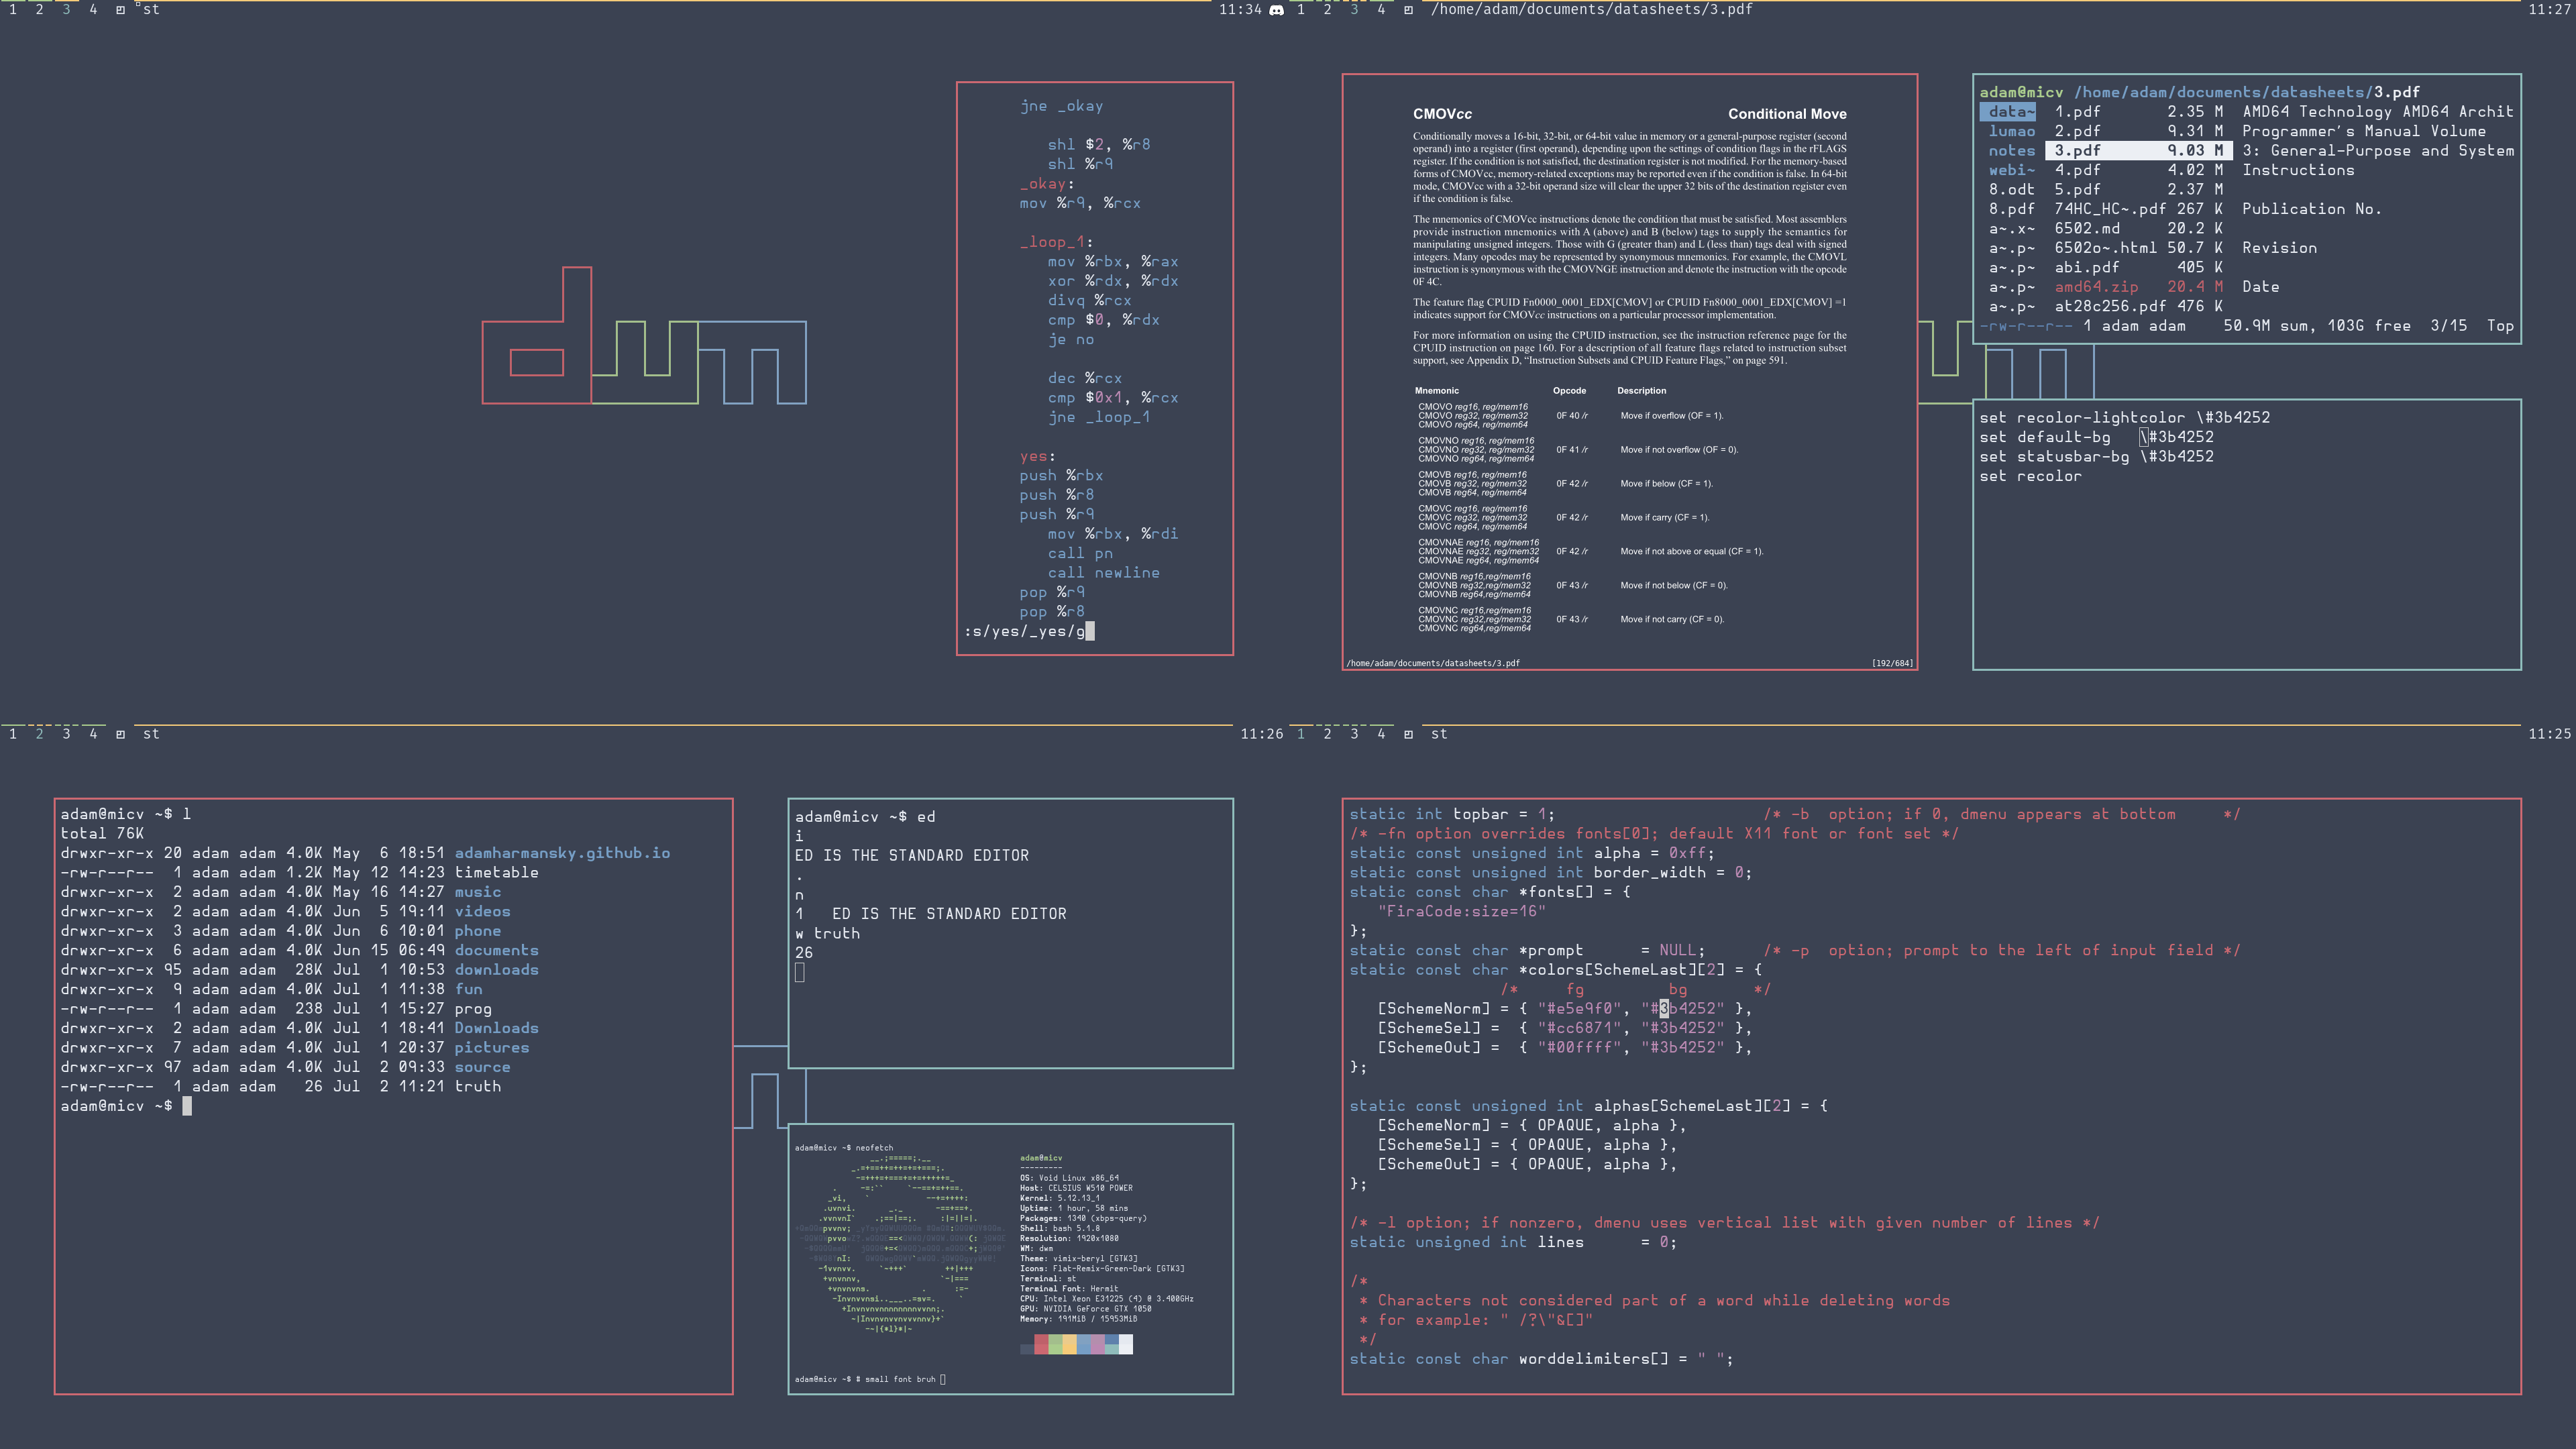 1 2 3 4 st 11:34
jne _okay
shl $2, %r8
shl %r9
_okay:
mov %r9, %rcx
_loop_1:
mov %rbx, %rax
xor %rdx, %rdx
divq %rcx
cmp $0, %rdx
je no
dec %rcx
cmp $0x1, %rcx
jne _loop_1
yes:
push %rbx
push %r8
push %r9
mov %rbx, %rdi
call pn
call newline
pop %r9
pop %r8
:s/yes/_yes/g
dwm
1 2 3 4 /home/adam/documents/datasheets/3.pdf 11:27
CMOVcc Conditional Move
Conditionally moves a 16-bit, 32-bit, or 64-bit value in memory or a general-purpose register (second
operand) into a register (first operand), depending upon the settings of condition flags in the rFLAGS
register. If the condition is not satisfied, the destination register is not modified. For the memory-based
forms of CMOVcc, memory-related exceptions may be reported even if the condition is false. In 64-bit
mode, CMOVcc with a 32-bit operand size will clear the upper 32 bits of the destination register even
if the condition is false.
The mnemonics of CMOVcc instructions denote the condition that must be satisfied. Most assemblers
provide instruction mnemonics with A (above) and B (below) tags to supply the semantics for
manipulating unsigned integers. Those with G (greater than) and L (less than) tags deal with signed
integers. Many opcodes may be represented by synonymous mnemonics. For example, the CMOVL
instruction is synonymous with the CMOVNGE instruction and denote the instruction with the opcode
0F 4C.
The feature flag CPUID Fn0000_0001_EDX[CMOV] or CPUID Fn8000_0001_EDX[CMOV] =1
indicates support for CMOVcc instructions on a particular processor implementation.
For more information on using the CPUID instruction, see the instruction reference page for the
CPUID instruction on page 160. For a description of all feature flags related to instruction subset
support, see Appendix D, “Instruction Subsets and CPUID Feature Flags,” on page 591.
Mnemonic Opcode Description
CMOVO reg16, reg/mem16
CMOVO reg32, reg/mem32 0F 40 /r Move if overflow (OF = 1).
CMOVO reg64, reg/mem64
CMOVNO reg16, reg/mem16
CMOVNO reg32, reg/mem32 0F 41 /r Move if not overflow (OF = 0).
CMOVNO reg64, reg/mem64
CMOVB reg16, reg/mem16
CMOVB reg32, reg/mem32 0F 42 /r Move if below (CF = 1).
CMOVB reg64, reg/mem64
CMOVC reg16, reg/mem16
CMOVC reg32, reg/mem32 0F 42 /r Move if carry (CF = 1).
CMOVC reg64, reg/mem64
CMOVNAE reg16, reg/mem16
CMOVNAE reg32, reg/mem32 0F 42 /r Move if not above or equal (CF = 1).
CMOVNAE reg64, reg/mem64
CMOVNB reg16,reg/mem16
CMOVNB reg32,reg/mem32 0F 43 /r Move if not below (CF = 0).
CMOVNB reg64,reg/mem64
CMOVNC reg16,reg/mem16
CMOVNC reg32,reg/mem32 0F 43 /r Move if not carry (CF = 0).
CMOVNC reg64,reg/mem64
/home/adam/documents/datasheets/3.pdf [192/684]
adam@micv /home/adam/documents/datasheets/3.pdf
data~ 1.pdf 2.35 M AMD64 Technology AMD64 Archit
lumao 2.pdf 9.31 M Programmer's Manual Volume
notes 3.pdf 9.03 M 3: General-Purpose and System
webi~ 4.pdf 4.02 M Instructions
8.odt 5.pdf 2.37 M
8.pdf 74HC_HC~.pdf 267 K Publication No.
a~.x~ 6502.md 20.2 K
a~.p~ 6502o~.html 50.7 K Revision
a~.p~ abi.pdf 405 K
a~.p~ amd64.zip 20.4 M Date
a~.p~ at28c256.pdf 476 K
-rw-r--r-- 1 adam adam 50.9M sum, 103G free 3/15 Top
set recolor-lightcolor \#3b4252
set default-bg \#3b4252
set statusbar-bg \#3b4252
set recolor
1 2 3 4 st 11:26
adam@micv ~$ l
total 76K
drwxr-xr-x 20 adam adam 4.0K May 6 18:51 adamharmansky.github.io
-rw-r--r-- 1 adam adam 1.2K May 12 14:23 timetable
drwxr-xr-x 2 adam adam 4.0K May 16 14:27 music
drwxr-xr-x 2 adam adam 4.0K Jun 5 19:11 videos
drwxr-xr-x 3 adam adam 4.0K Jun 6 10:01 phone
drwxr-xr-x 6 adam adam 4.0K Jun 15 06:49 documents
drwxr-xr-x 95 adam adam 28K Jul 1 10:53 downloads
drwxr-xr-x 9 adam adam 4.0K Jul 1 11:38 fun
-rw-r--r-- 1 adam adam 238 Jul 1 15:27 prog
drwxr-xr-x 2 adam adam 4.0K Jul 1 18:41 Downloads
drwxr-xr-x 7 adam adam 4.0K Jul 1 20:37 pictures
drwxr-xr-x 97 adam adam 4.0K Jul 2 09:33 source
-rw-r--r-- 1 adam adam 26 Jul 2 11:21 truth
adam@micv ~$
adam@micv ~$ ed
i
ED IS THE STANDARD EDITOR
.
n
1 ED IS THE STANDARD EDITOR
w truth
26
adam@micv ~$ neofetch
adam@micv
---------
OS: Void Linux x86_64
Host: CELSIUS W510 POWER
Kernel: 5.12.13_1
Uptime: 1 hour, 58 mins
Packages: 1340 (xbps-query)
Shell: bash 5.1.8
Resolution: 1920x1080
WM: dwm
Theme: vimix-beryl [GTK3]
Icons: Flat-Remix-Green-Dark [GTK3]
Terminal: st
Terminal Font: Hermit
CPU: Intel Xeon E31225 (4) @ 3.400GHz
GPU: NVIDIA GeForce GTX 1050
Memory: 191MiB / 15953MiB
adam@micv ~$ # small font bruh
1 2 3 4 st 11:25
static int topbar = 1; /* -b option; if 0, dmenu appears at bottom */
/* -fn option overrides fonts[0]; default X11 font or font set */
static const unsigned int alpha = 0xff;
static const unsigned int border_width = 0;
static const char *fonts[] = {
"FiraCode:size=16"
};
static const char *prompt = NULL; /* -p option; prompt to the left of input field */
static const char *colors[SchemeLast][2] = {
/* fg bg */
[SchemeNorm] = { "#e5e9f0", "#3b4252" },
[SchemeSel] = { "#cc6871", "#3b4252" },
[SchemeOut] = { "#00ffff", "#3b4252" },
};
static const unsigned int alphas[SchemeLast][2] = {
[SchemeNorm] = { OPAQUE, alpha },
[SchemeSel] = { OPAQUE, alpha },
[SchemeOut] = { OPAQUE, alpha },
};
/* -l option; if nonzero, dmenu uses vertical list with given number of lines */
static unsigned int lines = 0;
/*
* Characters not considered part of a word while deleting words
* for example: " /?\"&[]"
*/
static const char worddelimiters[] = " ";